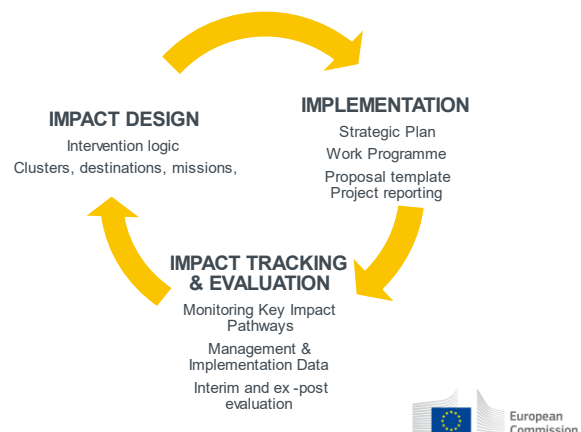 IMPACT DESIGN
Intervention logic
Clusters, destinations, missions,
IMPLEMENTATION
Strategic Plan
Work Programme
Proposal template
Project reporting
IMPACT TRACKING
& EVALUATION
Monitoring Key Impact
Pathways
Management &
Implementation Data
Interim and ex -post
evaluation
European
Commission